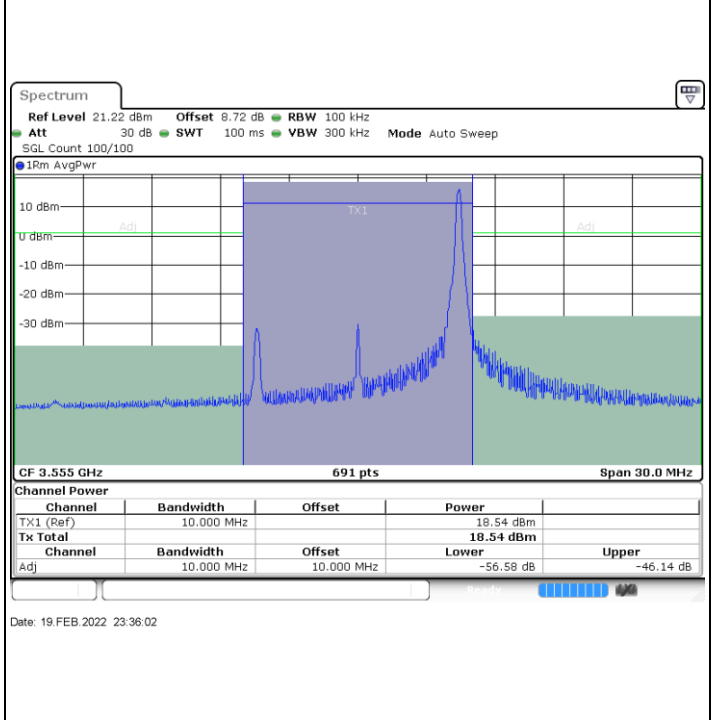 Spectrum
Ref Level 21.22 dBm Offset 8.72 dB RBW 100 kHz
Att 30 dB SWT 100 ms VBW 300 kHz Mode Auto Sweep
SGL Count 100/100
1Rm AvgPwr
10 dBm
TX1
Adj
Adj
0 dBm
-10 dBm
-20 dBm
-30 dBm
CF 3.555 GHz 691 pts Span 30.0 MHz
Channel Power
Channel Bandwidth Offset Power
TX1 (Ref) 10.000 MHz 18.54 dBm
Tx Total 18.54 dBm
Channel Bandwidth Offset Lower Upper
Adj 10.000 MHz 10.000 MHz -56.58 dB -46.14 dB
Ready
Date: 19.FEB.2022 23:36:02